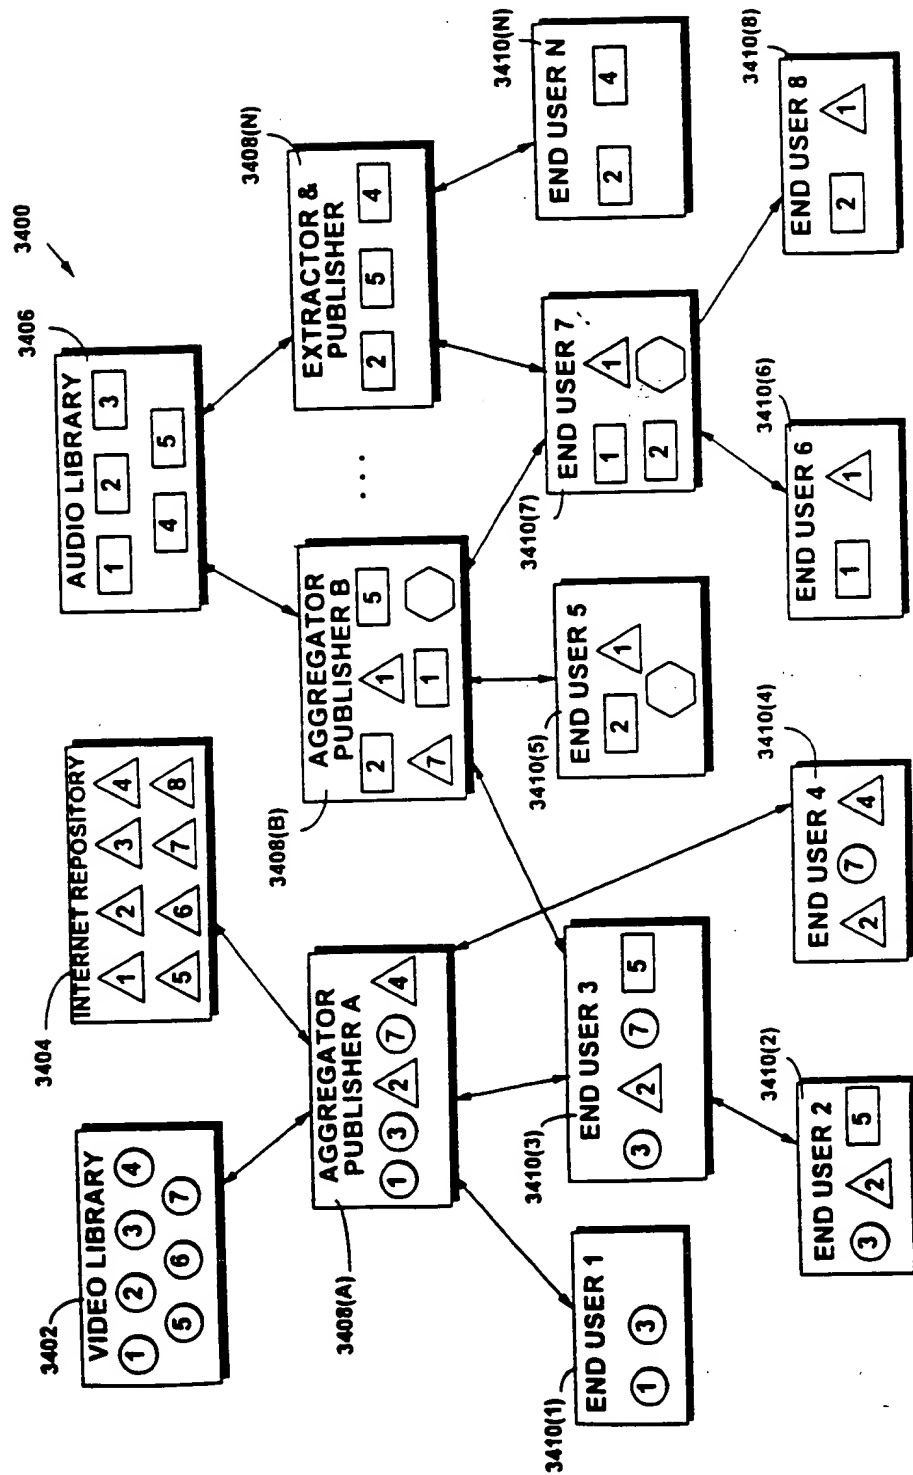 3400
3402
VIDEO LIBRARY
1 2 3 4
5 6 7
3404
INTERNET REPOSITORY
1 2 3 4
5 6 7 8
3406
AUDIO LIBRARY
1 2 3
4 5
3408(A)
AGGREGATOR
PUBLISHER A
1 3 2 7 4
3408(B)
AGGREGATOR
PUBLISHER B
2 1 5
7 1
...
3408(N)
EXTRACTOR &
PUBLISHER
2 5 4
3410(1)
END USER 1
1 3
3410(3)
END USER 3
3 2 7 5
3410(5)
END USER 5
2 1
3410(7)
END USER 7
1 1
2
3410(N)
END USER N
2 4
3410(2)
END USER 2
3 2 5
3410(4)
END USER 4
2 7 4
3410(6)
END USER 6
1 1
3410(8)
END USER 8
2 1